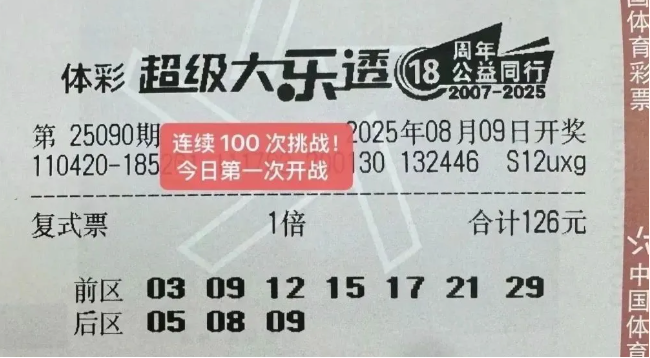 体彩 超级大乐透 18 周年
公益同行
2007-2025
第 25090期 2025年08月09日开奖
连续 100 次挑战!
今日第一次开战
110420-185 130 132446 S12uxg
复式票 1倍 合计126元
前区 03 09 12 15 17 21 29
后区 05 08 09
国体育彩票
中国体育